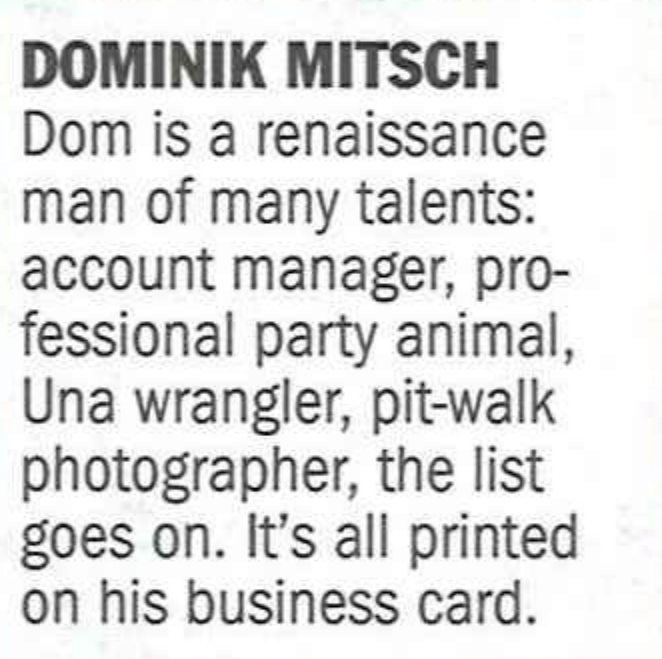 DOMINIK MITSCH
Dom is a renaissance
man of many talents:
account manager, pro-
fessional party animal,
Una wrangler, pit-walk
photographer, the list
goes on. It's all printed
on his business card.